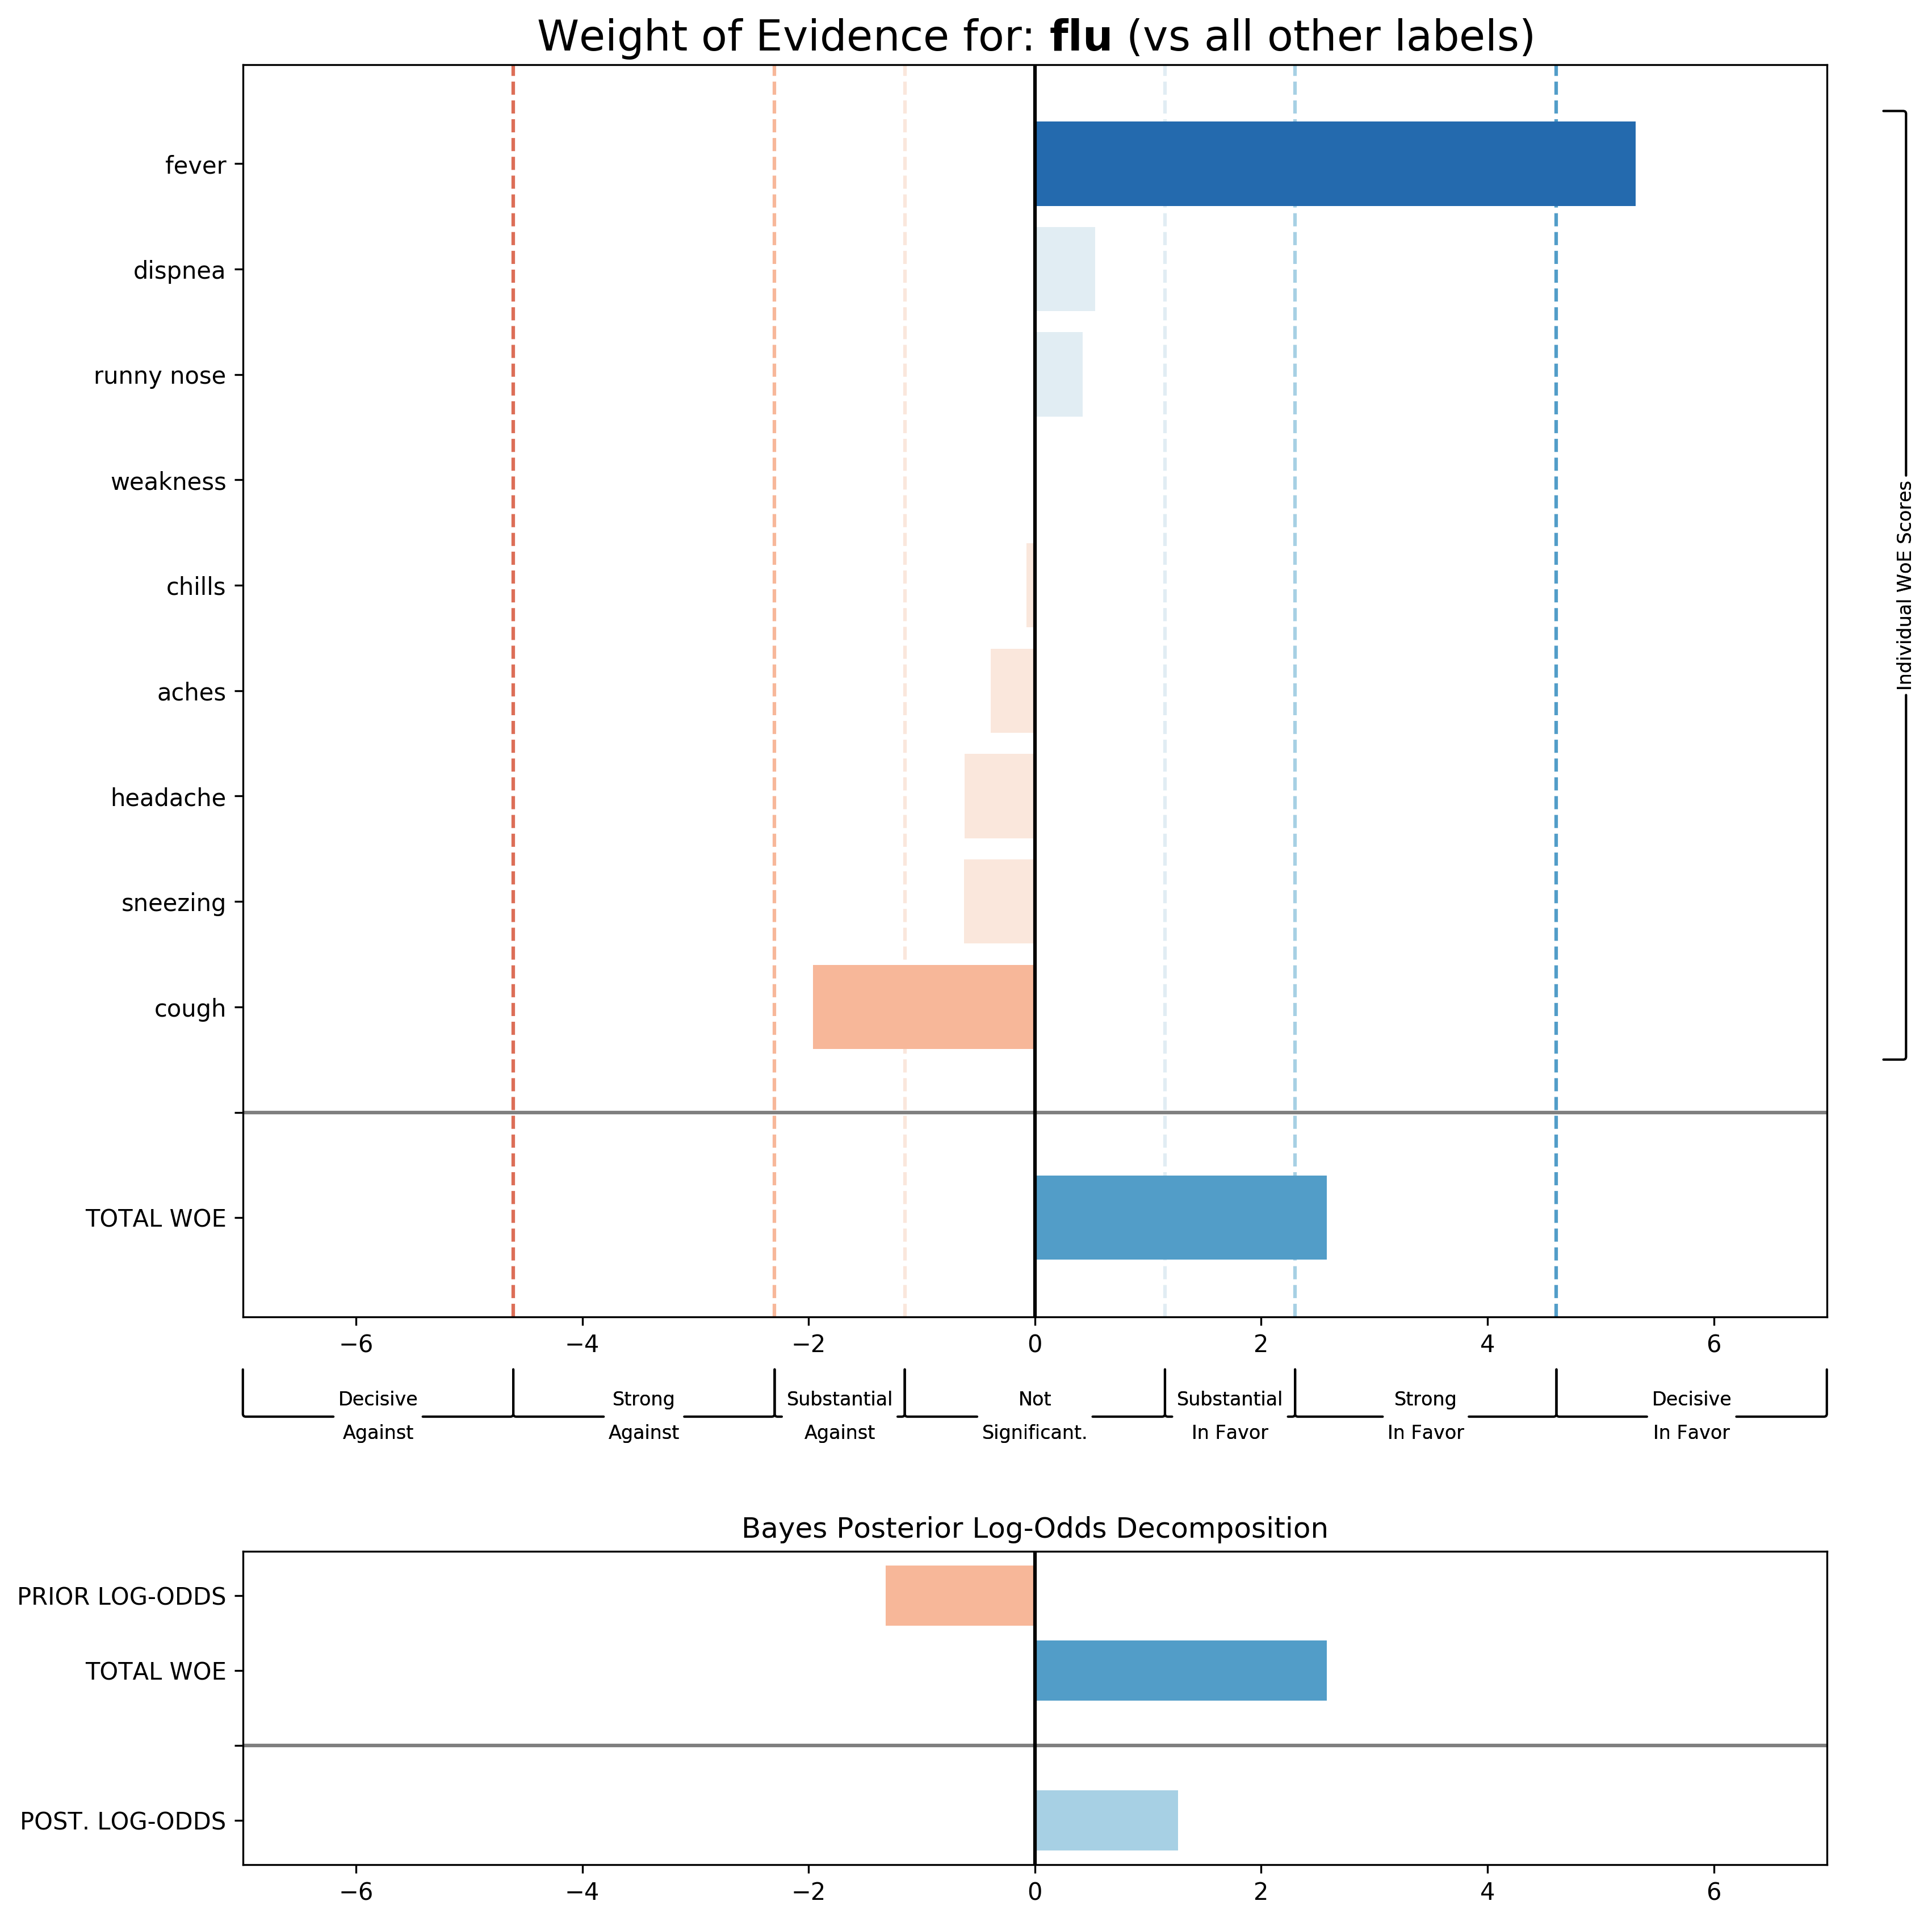 Weight of Evidence for: flu (vs all other labels)
fever
dispnea
runny nose
weakness
chills
aches
headache
sneezing
cough
TOTAL WOE
Individual WoE Scores
−6 −4 −2 0 2 4 6
Decisive Strong Substantial Not Substantial Strong Decisive
Against Against Against Significant. In Favor In Favor In Favor
Bayes Posterior Log-Odds Decomposition
PRIOR LOG-ODDS
TOTAL WOE
POST. LOG-ODDS
−6 −4 −2 0 2 4 6